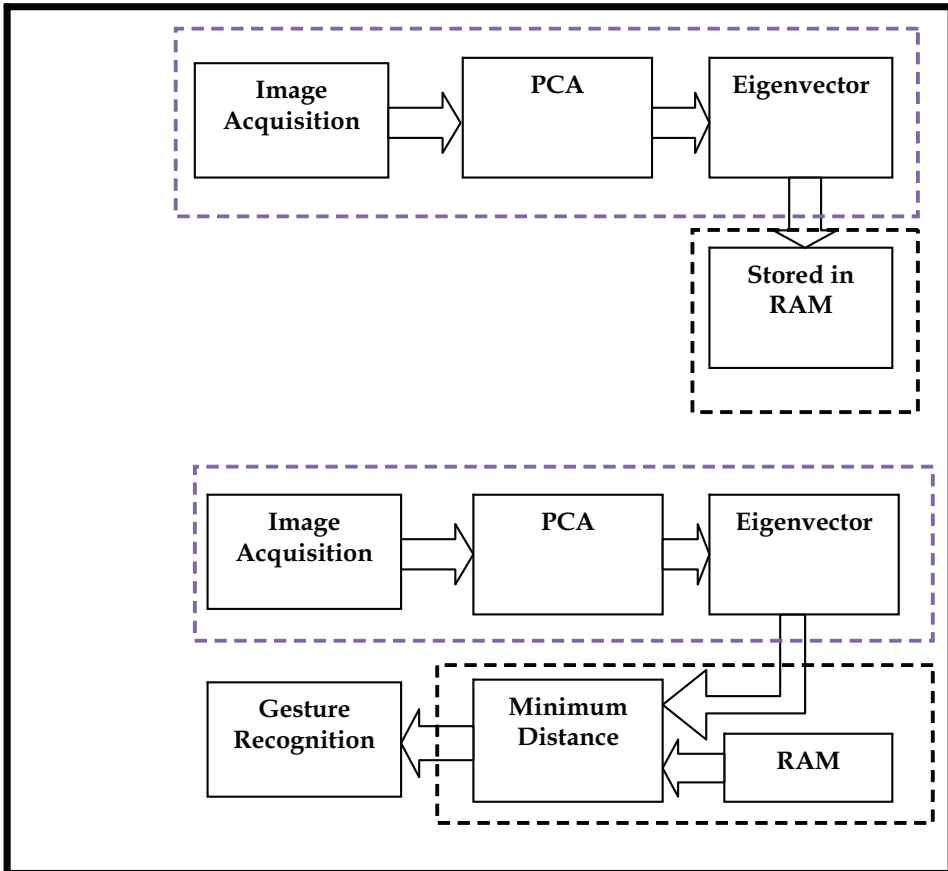 Image
Acquisition
PCA
Eigenvector
Stored in
RAM
Image
Acquisition
PCA
Eigenvector
Gesture
Recognition
Minimum
Distance
RAM